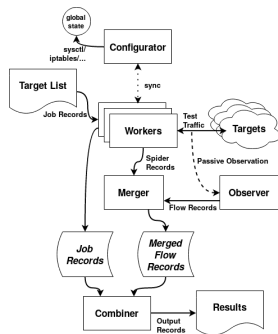 global
state
Configurator
sysctl/
iptables/...
sync
Target List
Job Records
Test
Traffic
Workers
Targets
Spider
Records
Passive Observation
Merger
Observer
Flow Records
Job
Records
Merged
Flow
Records
Combiner
Results
Output
Records